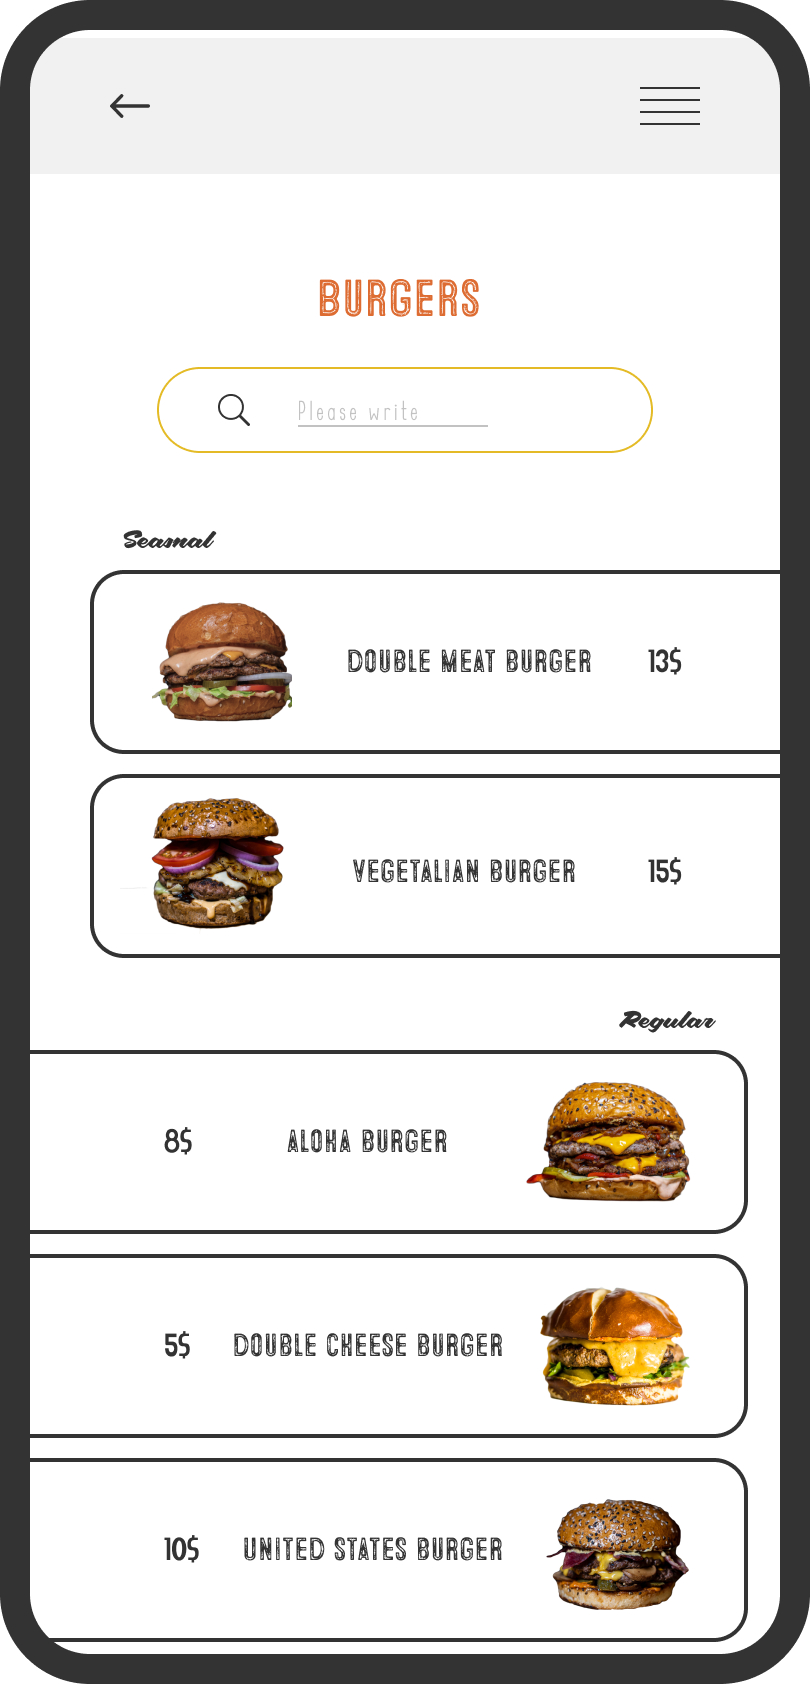 BURGERS
Please write
Seasnal
DOUBLE MEAT BURGER 13$
VEGETALIAN BURGER 15$
Regular
8$ ALOHA BURGER
5$ DOUBLE CHEESE BURGER
10$ UNITED STATES BURGER